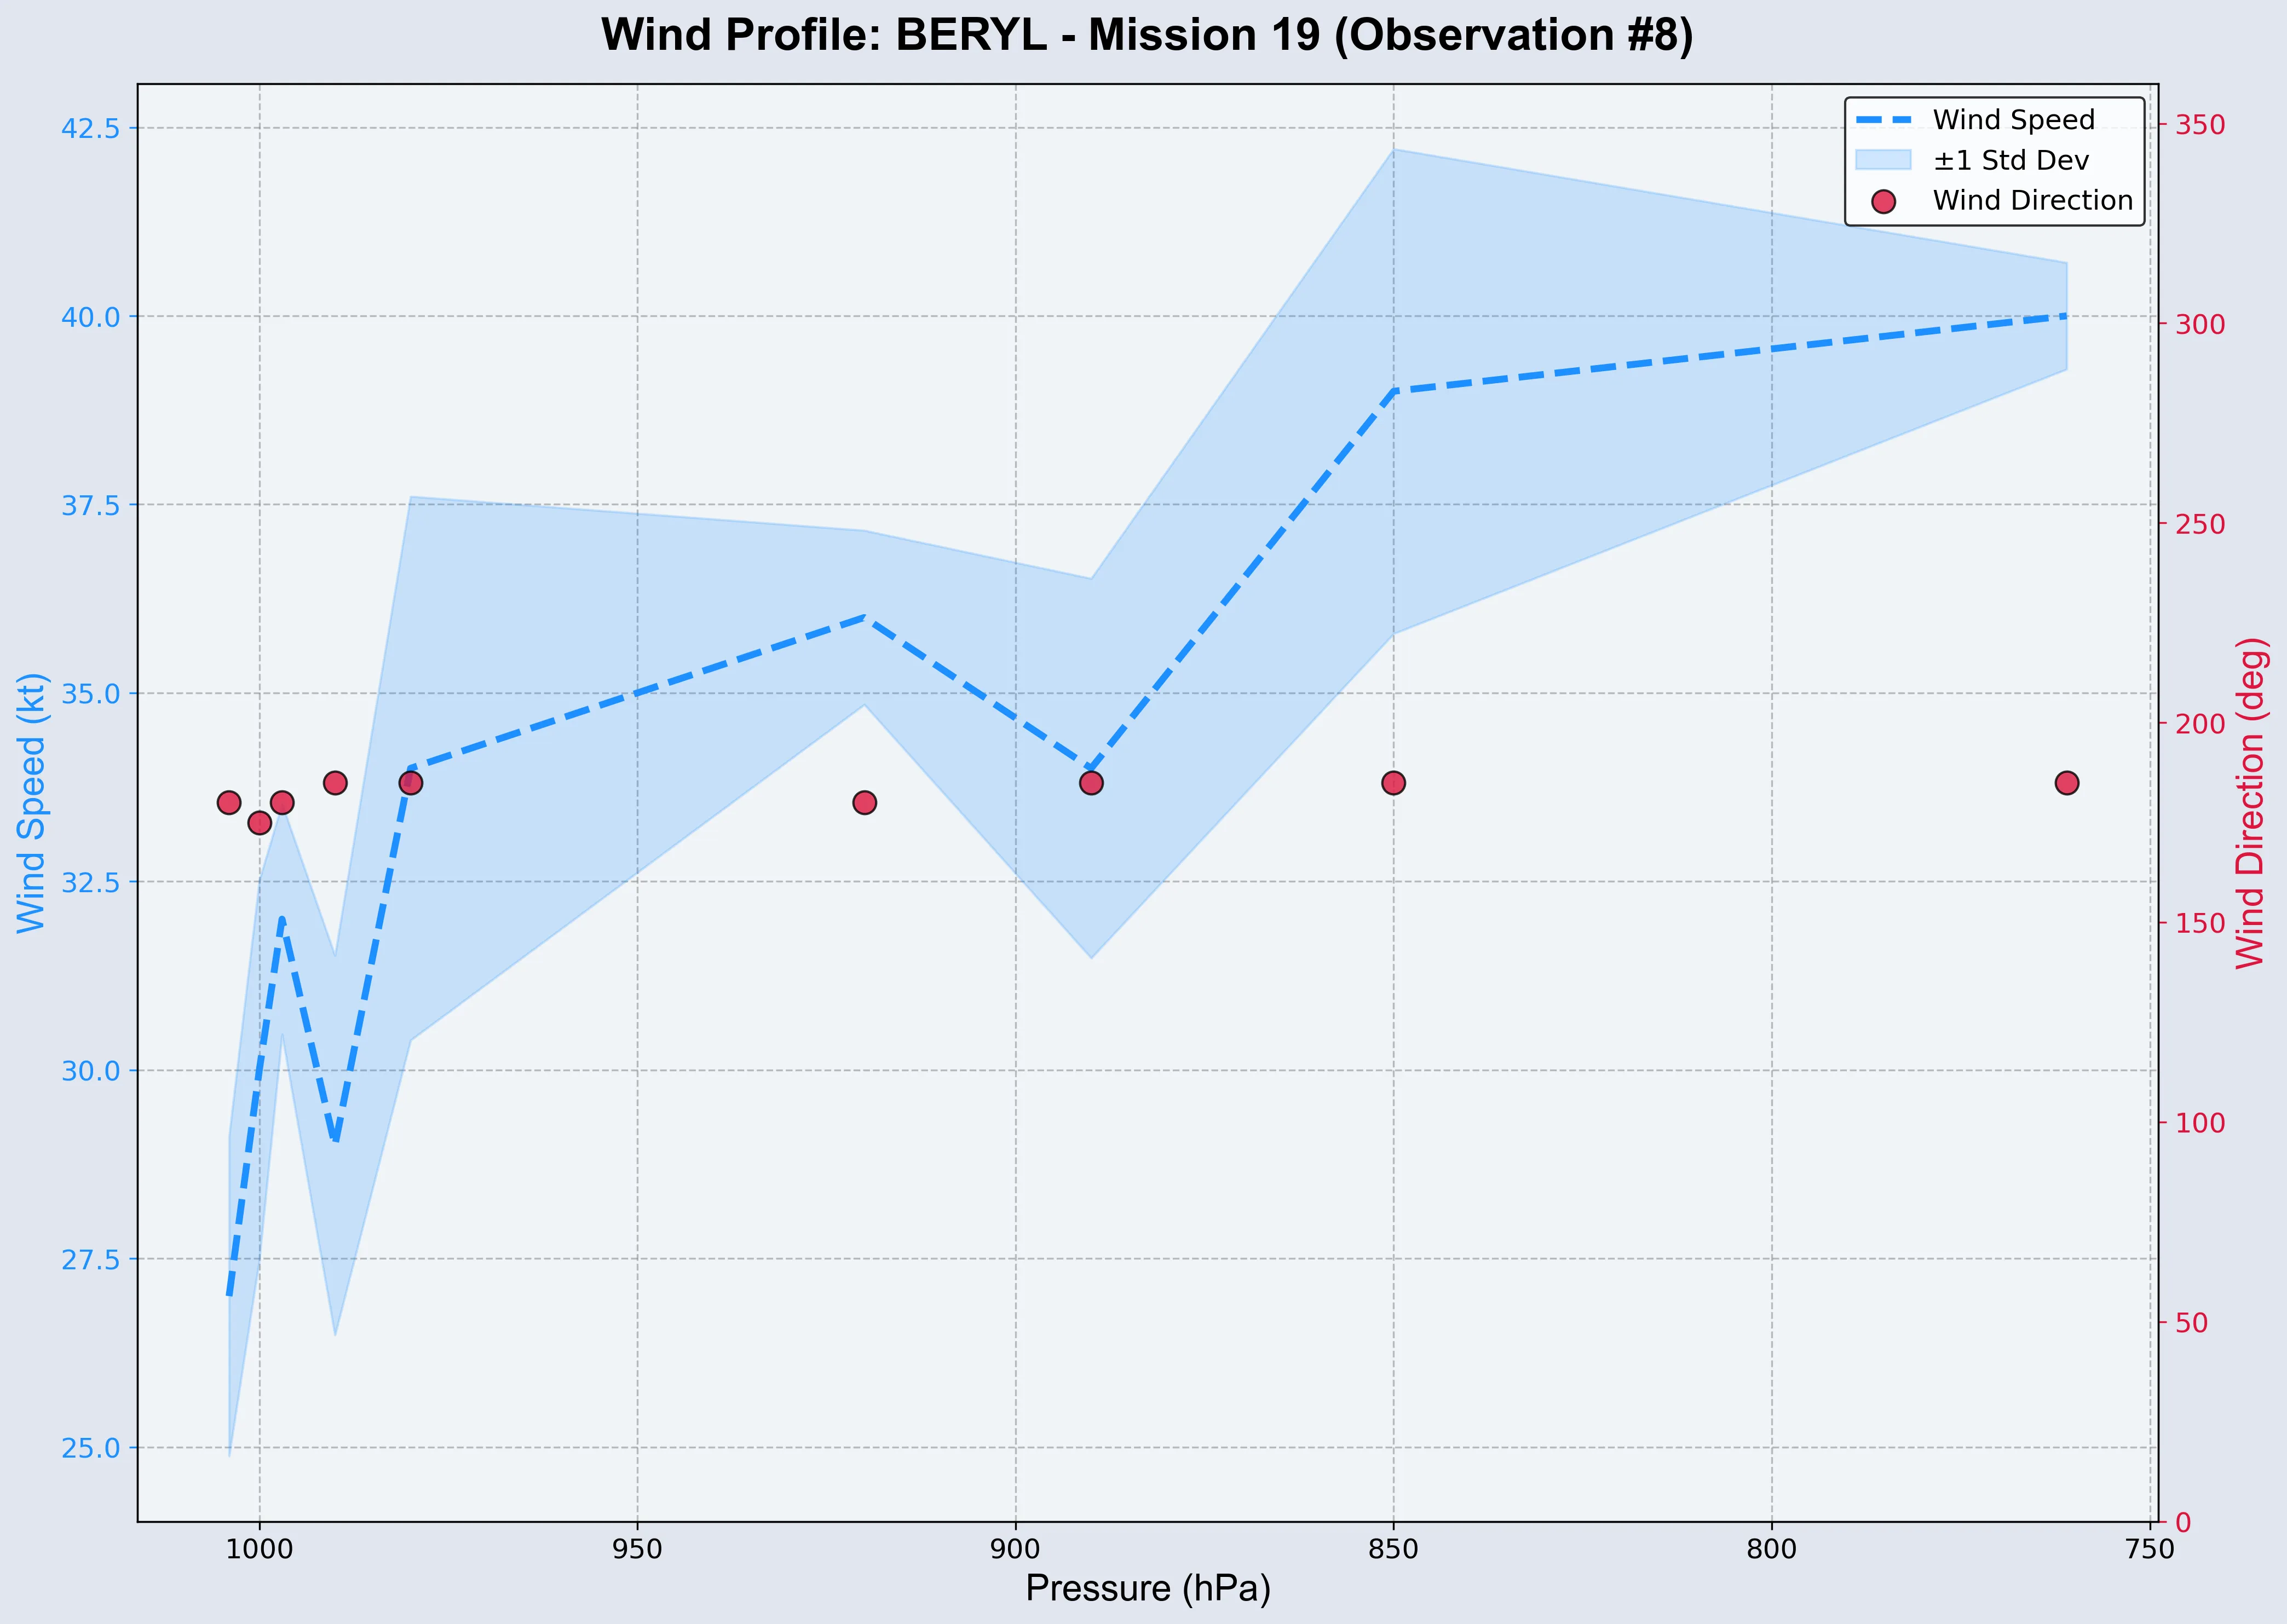 Wind Profile: BERYL - Mission 19 (Observation #8)
Wind Speed (kt)
42.5
40.0
37.5
35.0
32.5
30.0
27.5
25.0
Wind Speed
±1 Std Dev
Wind Direction
350
300
250
200
150
100
50
0
Wind Direction (deg)
1000 950 900 850 800 750
Pressure (hPa)